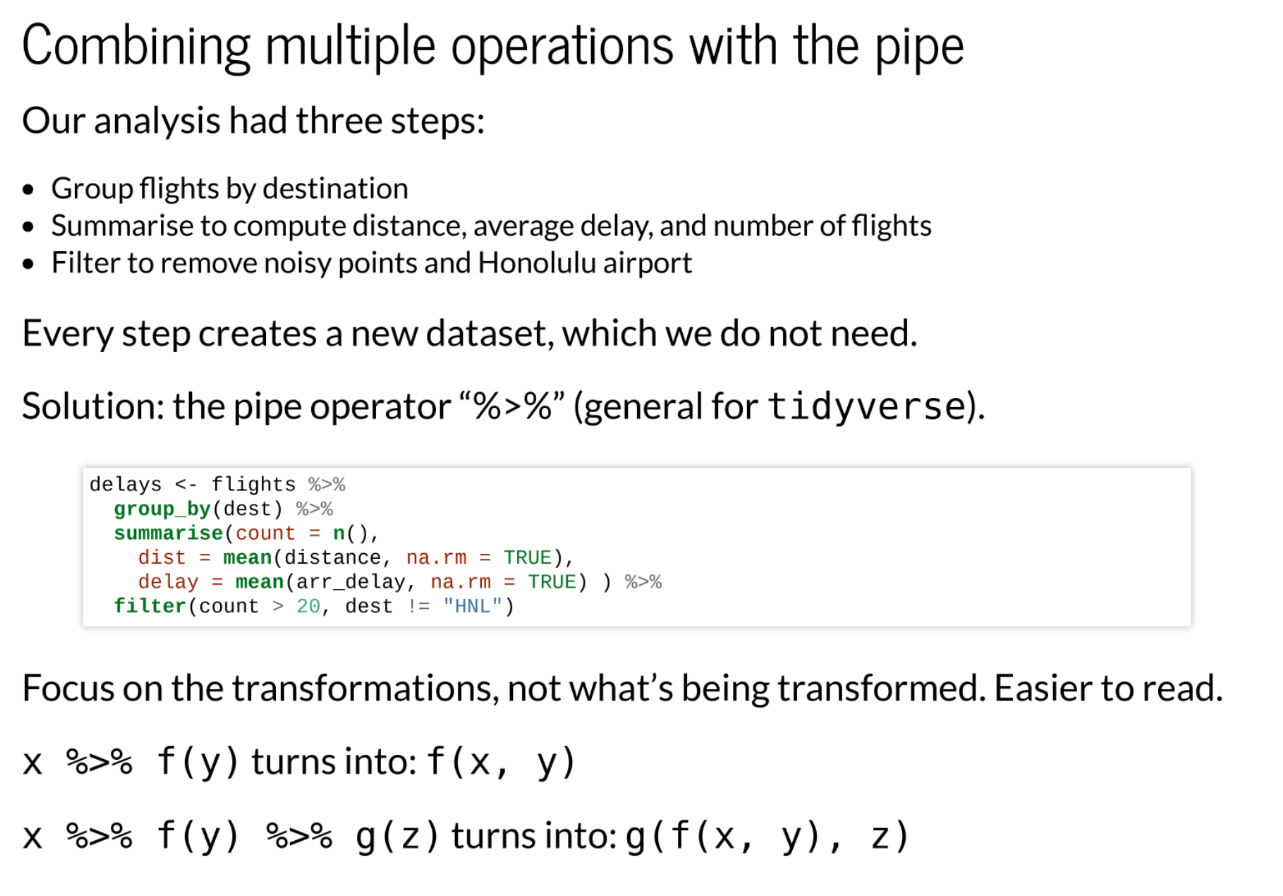 Combining multiple operations with the pipe
Our analysis had three steps:
• Group flights by destination
• Summarise to compute distance, average delay, and number of flights
• Filter to remove noisy points and Honolulu airport
Every step creates a new dataset, which we do not need.
Solution: the pipe operator “%>%” (general for tidyverse).
delays <- flights %>%
  group_by(dest) %>%
  summarise(count = n(),
    dist = mean(distance, na.rm = TRUE),
    delay = mean(arr_delay, na.rm = TRUE) ) %>%
  filter(count > 20, dest != "HNL")
Focus on the transformations, not what’s being transformed. Easier to read.
x %>% f(y) turns into: f(x, y)
x %>% f(y) %>% g(z) turns into: g(f(x, y), z)